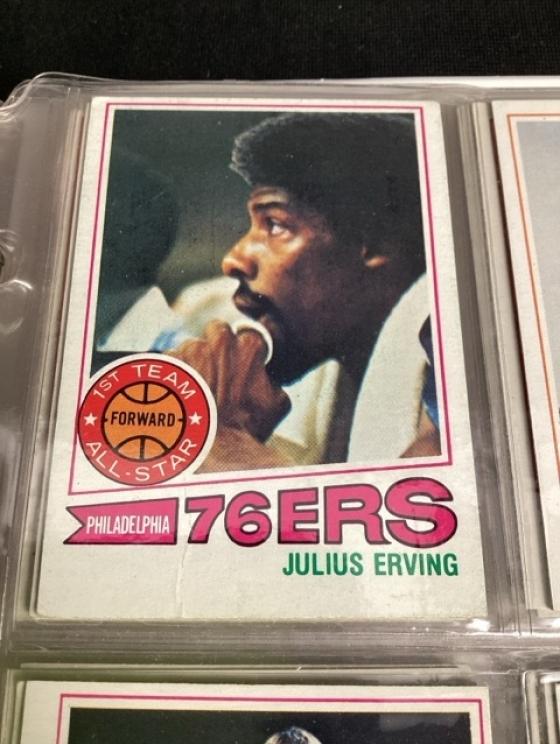 1ST TEAM
FORWARD
ALL-STAR
PHILADELPHIA 76ERS
JULIUS ERVING